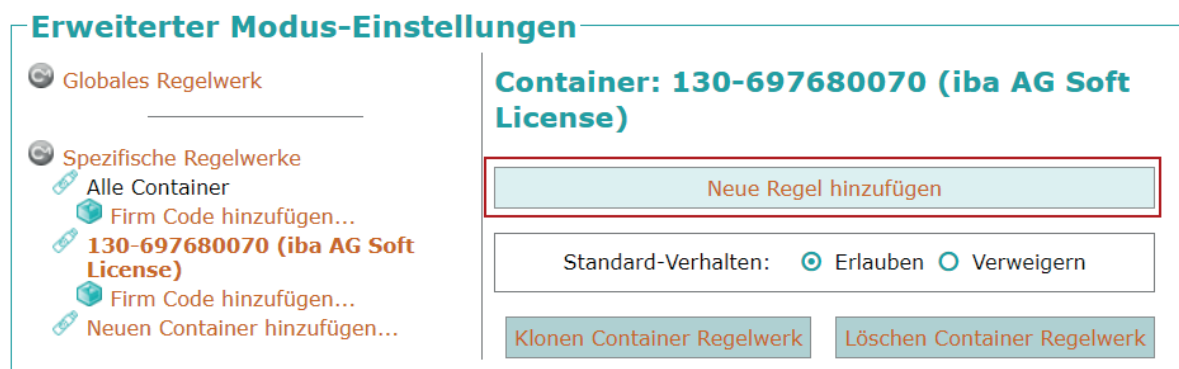 Erweiterter Modus-Einstellungen
Globales Regelwerk
Spezifische Regelwerke
Alle Container
Firm Code hinzufügen...
130-697680070 (iba AG Soft
License)
Firm Code hinzufügen...
Neuen Container hinzufügen...
Container: 130-697680070 (iba AG Soft
License)
Neue Regel hinzufügen
Standard-Verhalten: Erlauben Verweigern
Klonen Container Regelwerk Löschen Container Regelwerk